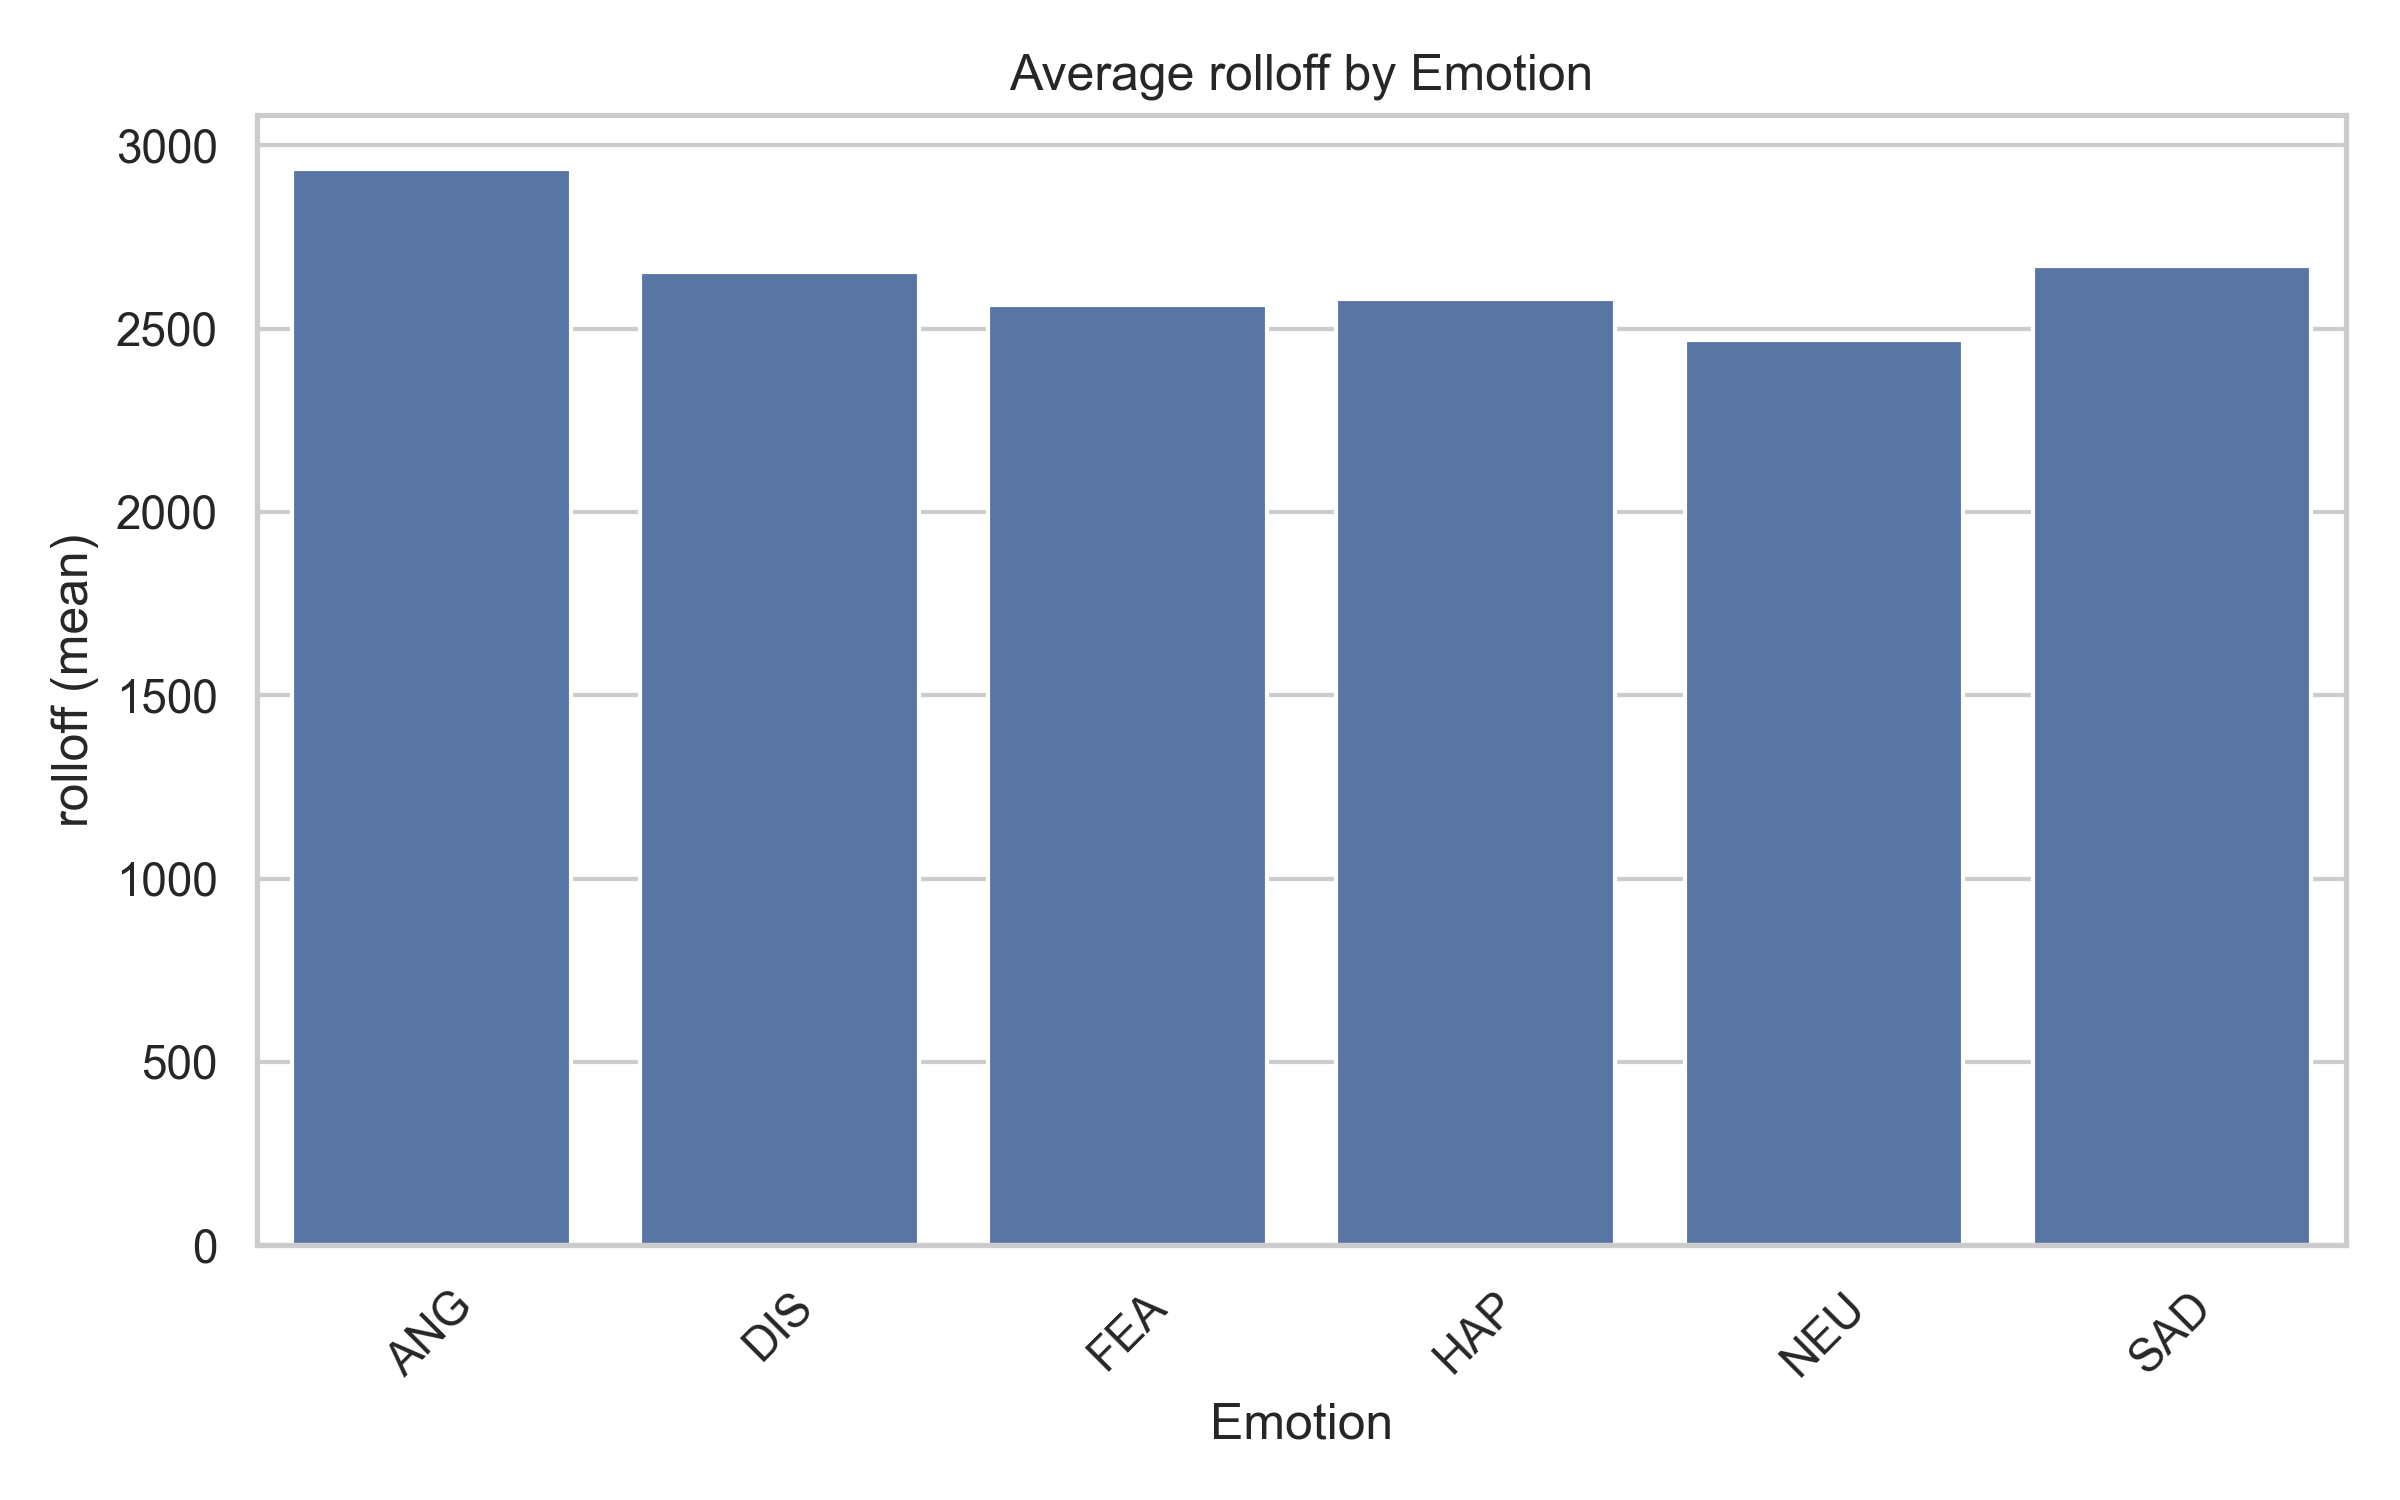 Average rolloff by Emotion
rolloff (mean)
3000
2500
2000
1500
1000
500
0
ANG
DIS
FEA
HAP
NEU
SAD
Emotion